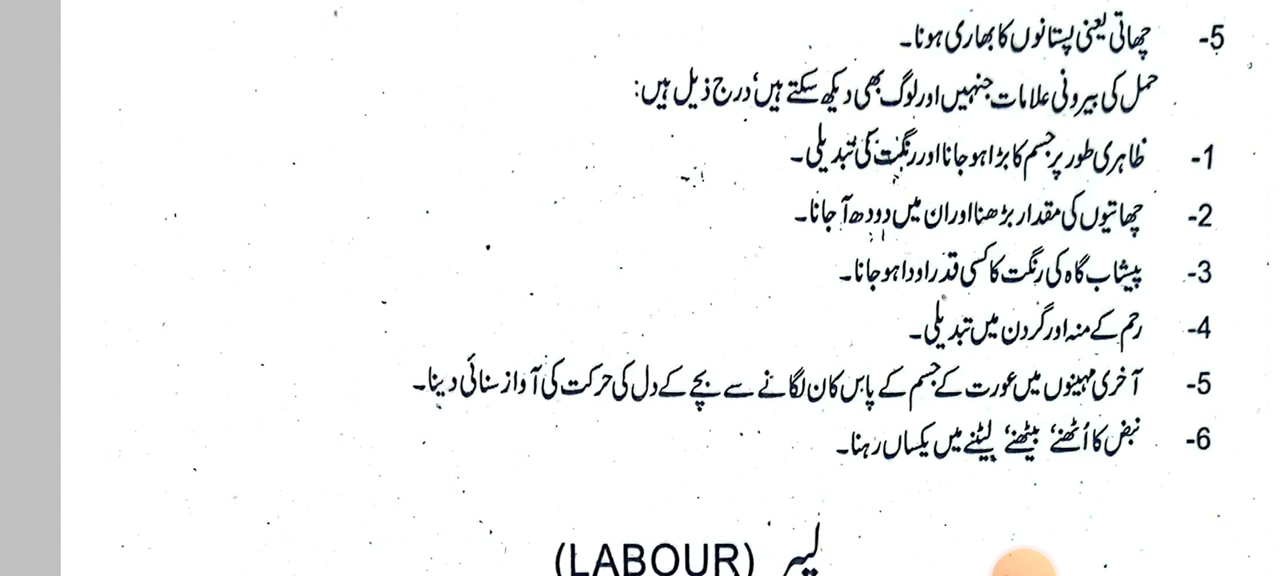 5- چھاتی یعنی پستانوں کا بھاری ہونا۔
حمل کی بیرونی علامات جنہیں اور لوگ بھی دیکھ سکتے ہیں‘ درج ذیل ہیں:
1- ظاہری طور پر جسم کا بڑا ہو جانا اور رنگت کی تبدیلی۔
2- چھاتیوں کی مقدار بڑھنا اور ان میں دودھ آ جانا۔
3- پیشاب گاہ کی رنگت کا کسی قدر اودا ہو جانا۔
4- رحم کے منہ اور گردن میں تبدیلی۔
5- آخری مہینوں میں عورت کے جسم کے پاس کان لگانے سے بچے کے دل کی حرکت کی آواز سنائی دینا۔
6- نبض کا اُٹھنے‘ بیٹھنے‘ لیٹنے میں یکساں رہنا۔
لیبر (LABOUR)